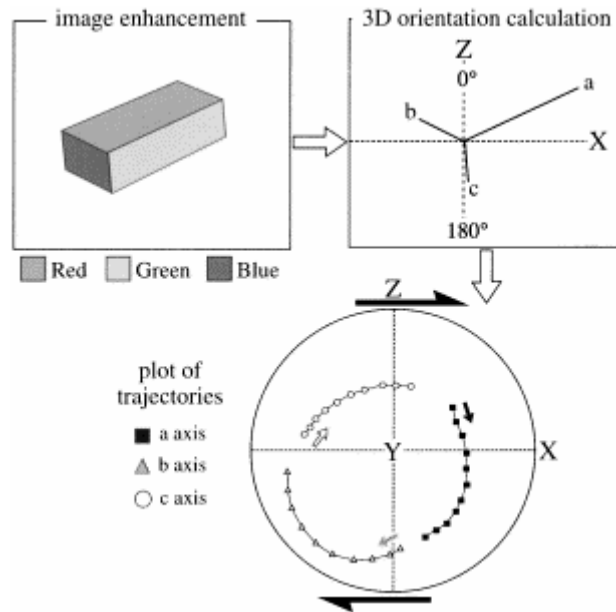 image enhancement
3D orientation calculation
Z
0°
a
b
X
c
180°
Red Green Blue
Z
plot of
trajectories
a axis
b axis
c axis
Y
X